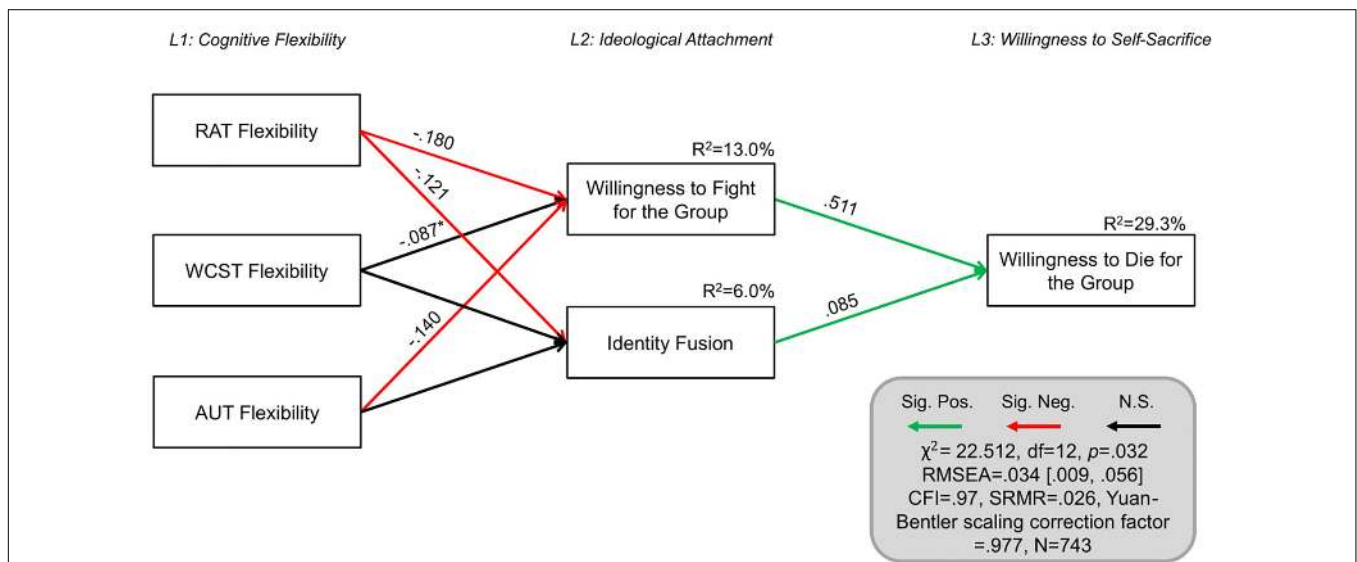 L1: Cognitive Flexibility
L2: Ideological Attachment
L3: Willingness to Self-Sacrifice
RAT Flexibility
-.180
-.121
R²=13.0%
Willingness to Fight
for the Group
.511
-.087*
WCST Flexibility
R²=29.3%
Willingness to Die for
the Group
R²=6.0%
.085
-.140
Identity Fusion
AUT Flexibility
Sig. Pos. Sig. Neg. N.S.
χ²= 22.512, df=12, p=.032
RMSEA=.034 [.009, .056]
CFI=.97, SRMR=.026, Yuan-
Bentler scaling correction factor
=.977, N=743